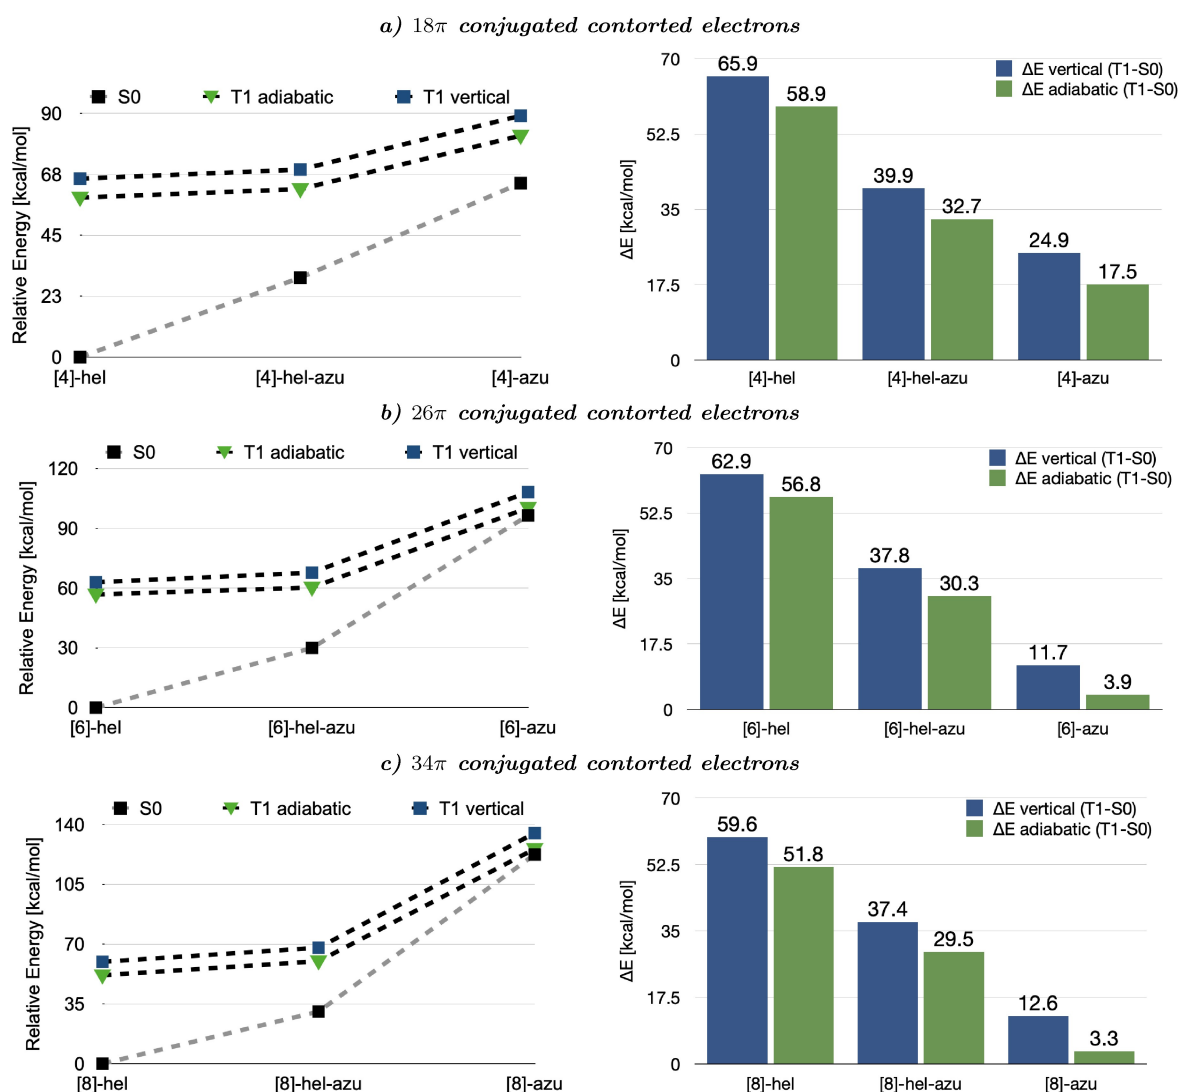 a) 18π conjugated contorted electrons
S0
T1 adiabatic
T1 vertical
Relative Energy [kcal/mol]
90
68
45
23
0
[4]-hel
[4]-hel-azu
[4]-azu
ΔE vertical (T1-S0)
ΔE adiabatic (T1-S0)
ΔE [kcal/mol]
70
52.5
35
17.5
0
65.9
58.9
39.9
32.7
24.9
17.5
[4]-hel
[4]-hel-azu
[4]-azu
b) 26π conjugated contorted electrons
S0
T1 adiabatic
T1 vertical
Relative Energy [kcal/mol]
120
90
60
30
0
[6]-hel
[6]-hel-azu
[6]-azu
ΔE vertical (T1-S0)
ΔE adiabatic (T1-S0)
ΔE [kcal/mol]
70
52.5
35
17.5
0
62.9
56.8
37.8
30.3
11.7
3.9
[6]-hel
[6]-hel-azu
[6]-azu
c) 34π conjugated contorted electrons
S0
T1 adiabatic
T1 vertical
Relative Energy [kcal/mol]
140
105
70
35
0
[8]-hel
[8]-hel-azu
[8]-azu
ΔE vertical (T1-S0)
ΔE adiabatic (T1-S0)
ΔE [kcal/mol]
70
52.5
35
17.5
0
59.6
51.8
37.4
29.5
12.6
3.3
[8]-hel
[8]-hel-azu
[8]-azu